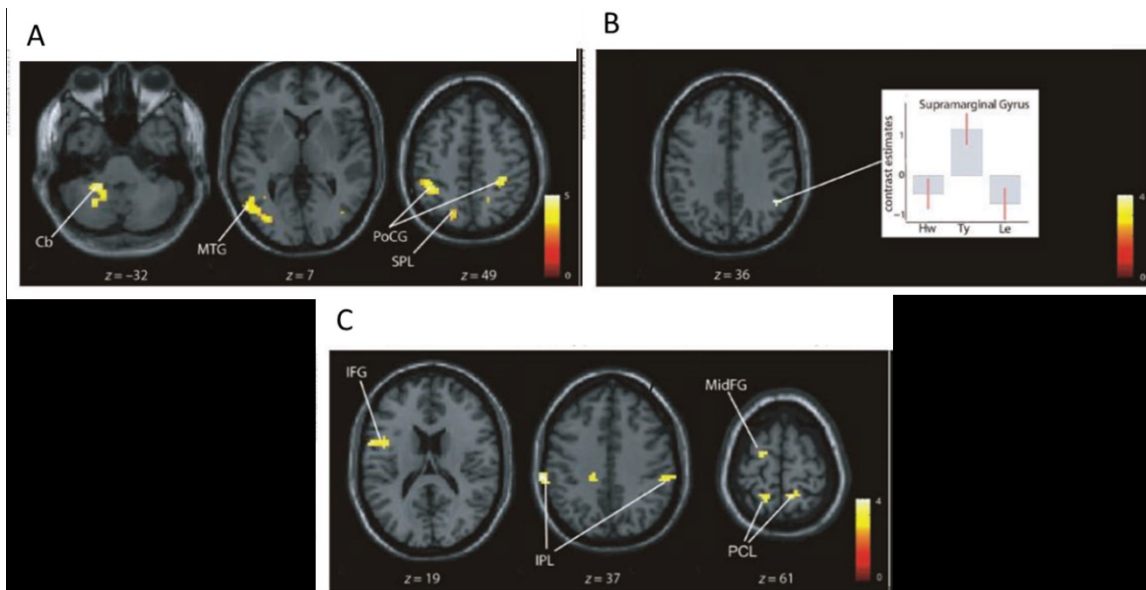 A
Cb
MTG
PoCG
SPL
z = −32
z = 7
z = 49
5
0
B
Supramarginal Gyrus
contrast estimates
1
0
−1
Hw
Ty
Le
z = 36
4
0
C
IFG
IPL
MidFG
PCL
z = 19
z = 37
z = 61
4
0